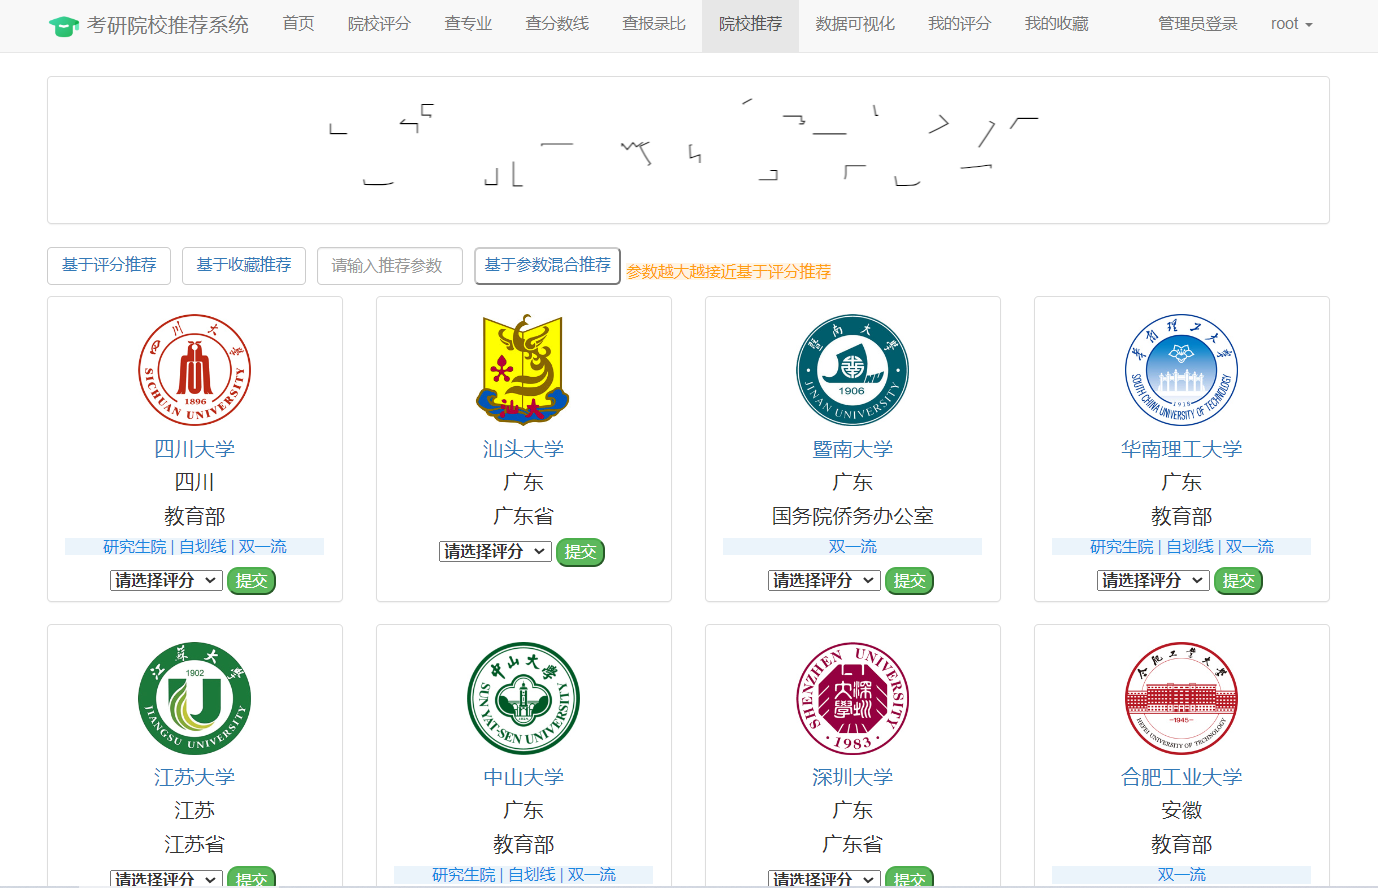 考研院校推荐系统 首页 院校评分 查专业 查分数线 查报录比 院校推荐 数据可视化 我的评分 我的收藏 管理员登录 root
基于评分推荐 基于收藏推荐 请输入推荐参数 基于参数混合推荐 参数越大越接近基于评分推荐
四川大学
SICHUAN UNIVERSITY
1896
四川大学
四川
教育部
研究生院 | 自划线 | 双一流
请选择评分 提交
汕大
汕头大学
广东
广东省
请选择评分 提交
暨南大學
1906
JINAN UNIVERSITY
暨南大学
广东
国务院侨务办公室
双一流
请选择评分 提交
华南理工大学
SOUTH CHINA UNIVERSITY OF TECHNOLOGY
华南理工大学
广东
教育部
研究生院 | 自划线 | 双一流
请选择评分 提交
江蘇大學
1902
JIANGSU UNIVERSITY
江苏大学
江苏
江苏省
请选择评分 提交
中山大學
SUN YAT-SEN UNIVERSITY
中山大学
广东
教育部
研究生院 | 自划线 | 双一流
SHENZHEN UNIVERSITY
深圳大學
1983
深圳大学
广东
广东省
请选择评分 提交
合肥工业大学
-1945-
HEFEI UNIVERSITY OF TECHNOLOGY
合肥工业大学
安徽
教育部
双一流